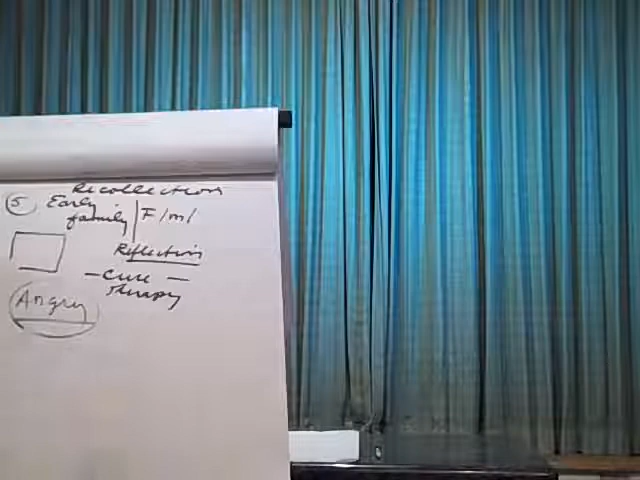 Recollection
5 Early
family | F/m/
Reflection
- Cure -
therapy
Angry